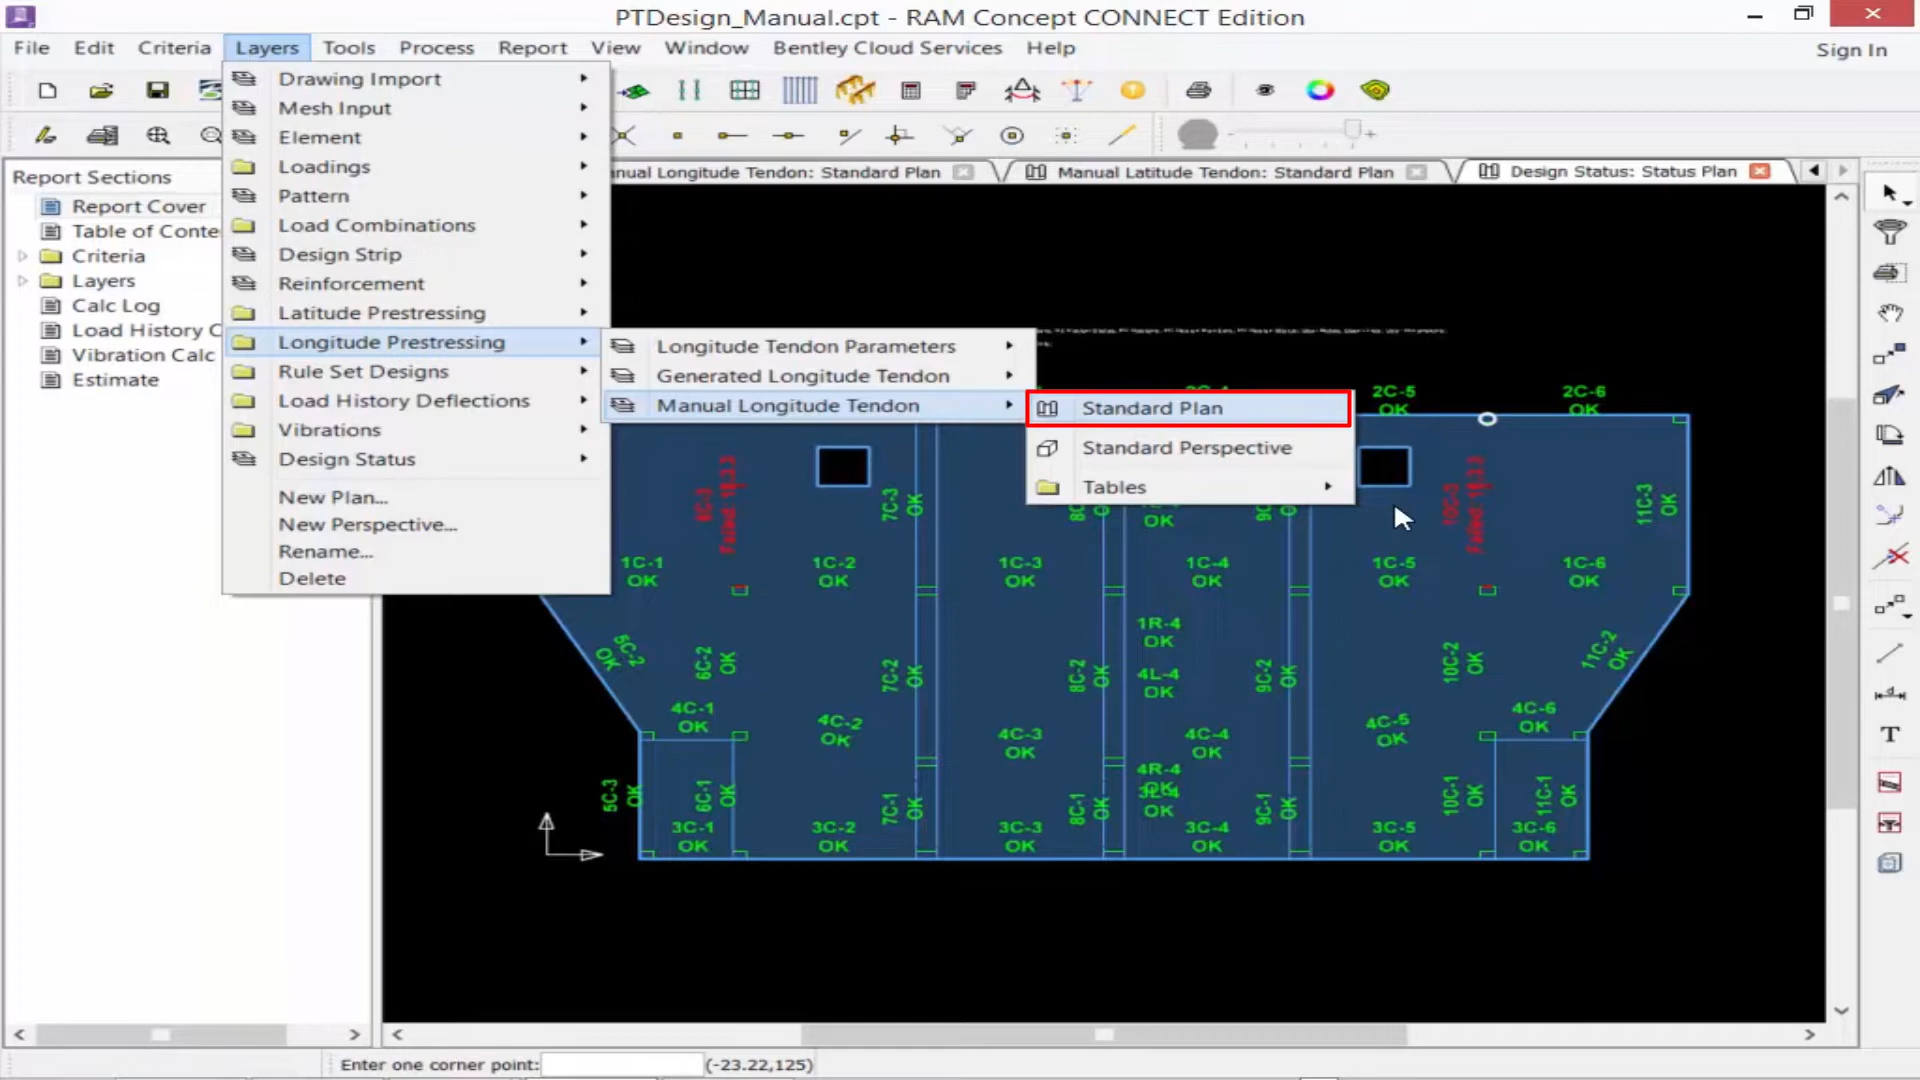 PTDesign_Manual.cpt - RAM Concept CONNECT Edition
File Edit Criteria Layers Tools Process Report View Window Bentley Cloud Services Help
Sign In
Drawing Import
Mesh Input
Element
Loadings
Pattern
Load Combinations
Design Strip
Reinforcement
Latitude Prestressing
Longitude Prestressing
Rule Set Designs
Load History Deflections
Vibrations
Design Status
New Plan...
New Perspective...
Rename...
Delete
Longitude Tendon Parameters
Generated Longitude Tendon
Manual Longitude Tendon
Standard Plan
Standard Perspective
Tables
Report Sections
Report Cover
Table of Conte
Criteria
Layers
Calc Log
Load History C
Vibration Calc
Estimate
nual Longitude Tendon: Standard Plan
Manual Latitude Tendon: Standard Plan
Design Status: Status Plan
2C-5
OK
2C-6
OK
7C-3
OK
OK
10C-3
11C-3
OK
1C-1
OK
1C-2
OK
1C-3
OK
1C-4
OK
1C-5
OK
1C-6
OK
1R-4
OK
4L-4
OK
5C-2
OK
6C-2
OK
7C-2
OK
8C-2
OK
9C-2
OK
10C-2
OK
11C-2
OK
4C-1
OK
4C-2
OK
4C-3
OK
4C-4
OK
4C-5
OK
4C-6
OK
4R-4
OK
3L-4
OK
5C-3
OK
6C-1
OK
7C-1
OK
8C-1
OK
9C-1
OK
10C-1
OK
11C-1
OK
3C-1
OK
3C-2
OK
3C-3
OK
3C-4
OK
3C-5
OK
3C-6
OK
T
Enter one corner point: (-23.22,125)